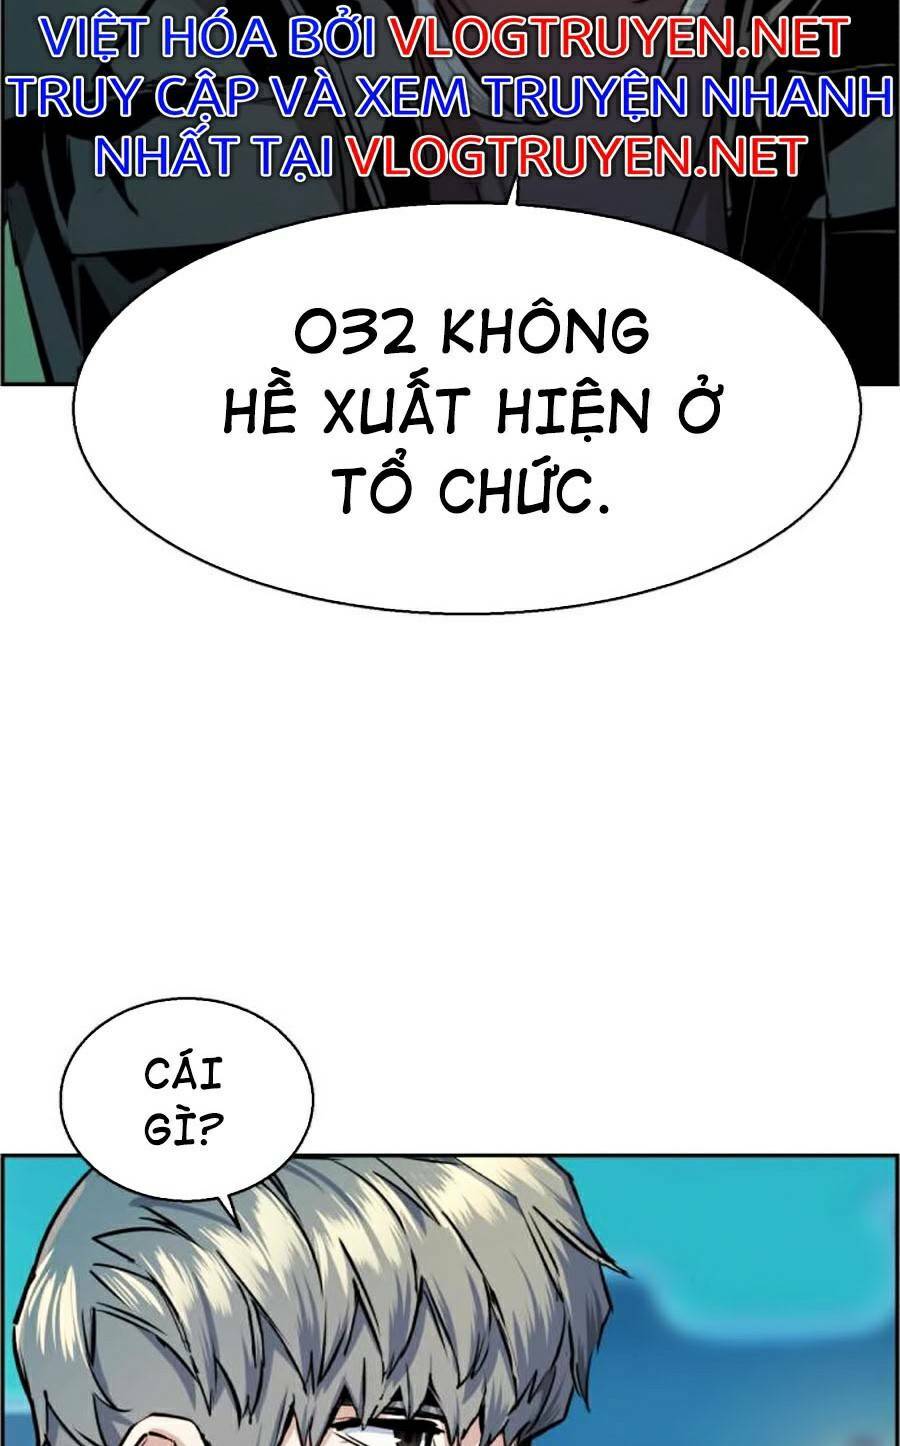 VIỆT HÓA BỞI VLOGTRUYEN.NET
TRUY CẬP VÀ XEM TRUYỆN NHANH
NHẤT TẠI VLOGTRUYEN.NET
032 KHÔNG
HỀ XUẤT HIỆN Ở
TỔ CHỨC.
CÁI
GÌ?